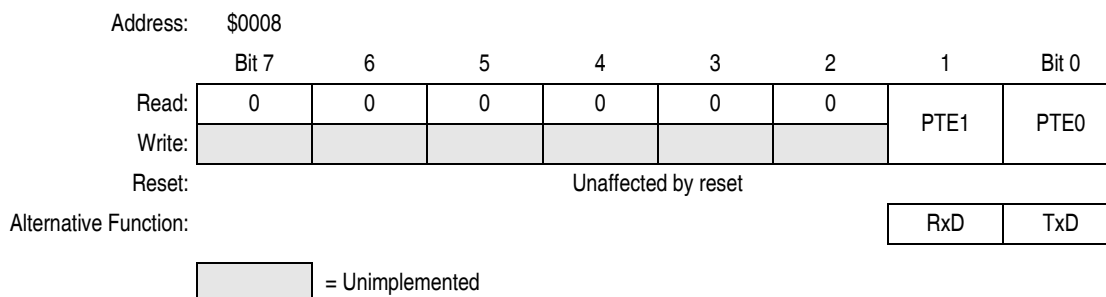 Address: $0008
Bit 7 6 5 4 3 2 1 Bit 0
Read: 0 0 0 0 0 0 PTE1 PTE0
Write:
Reset: Unaffected by reset
Alternative Function: RxD TxD
= Unimplemented